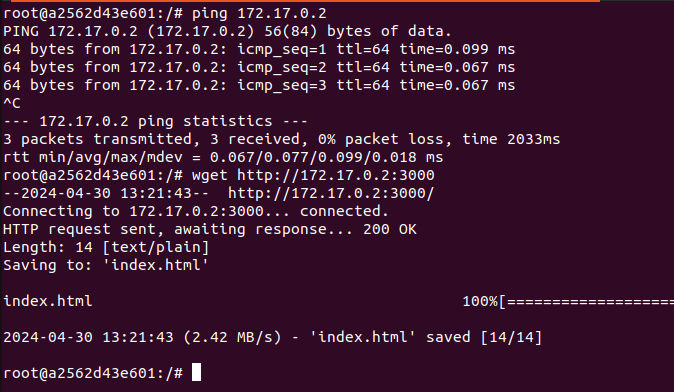 root@a2562d43e601:/# ping 172.17.0.2
PING 172.17.0.2 (172.17.0.2) 56(84) bytes of data.
64 bytes from 172.17.0.2: icmp_seq=1 ttl=64 time=0.099 ms
64 bytes from 172.17.0.2: icmp_seq=2 ttl=64 time=0.067 ms
64 bytes from 172.17.0.2: icmp_seq=3 ttl=64 time=0.067 ms
^C
--- 172.17.0.2 ping statistics ---
3 packets transmitted, 3 received, 0% packet loss, time 2033ms
rtt min/avg/max/mdev = 0.067/0.077/0.099/0.018 ms
root@a2562d43e601:/# wget http://172.17.0.2:3000
--2024-04-30 13:21:43--  http://172.17.0.2:3000/
Connecting to 172.17.0.2:3000... connected.
HTTP request sent, awaiting response... 200 OK
Length: 14 [text/plain]
Saving to: 'index.html'
index.html 100%[===================
2024-04-30 13:21:43 (2.42 MB/s) - 'index.html' saved [14/14]
root@a2562d43e601:/#